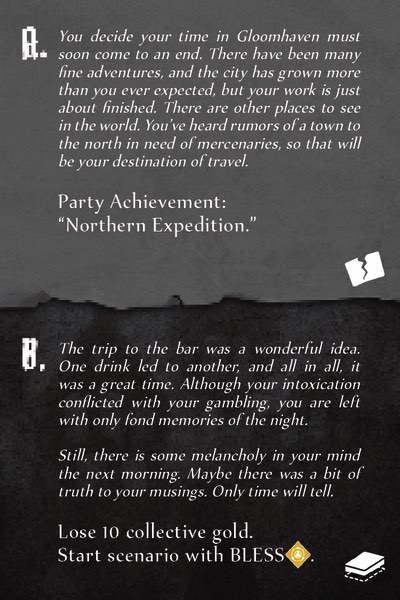 A.
You decide your time in Gloomhaven must
soon come to an end. There have been many
fine adventures, and the city has grown more
than you ever expected, but your work is just
about finished. There are other places to see
in the world. You've heard rumors of a town to
the north in need of mercenaries, so that will
be your destination of travel.
Party Achievement:
“Northern Expedition.”
B.
The trip to the bar was a wonderful idea.
One drink led to another, and all in all, it
was a great time. Although your intoxication
conflicted with your gambling, you are left
with only fond memories of the night.
Still, there is some melancholy in your mind
the next morning. Maybe there was a bit of
truth to your musings. Only time will tell.
Lose 10 collective gold.
Start scenario with BLESS.